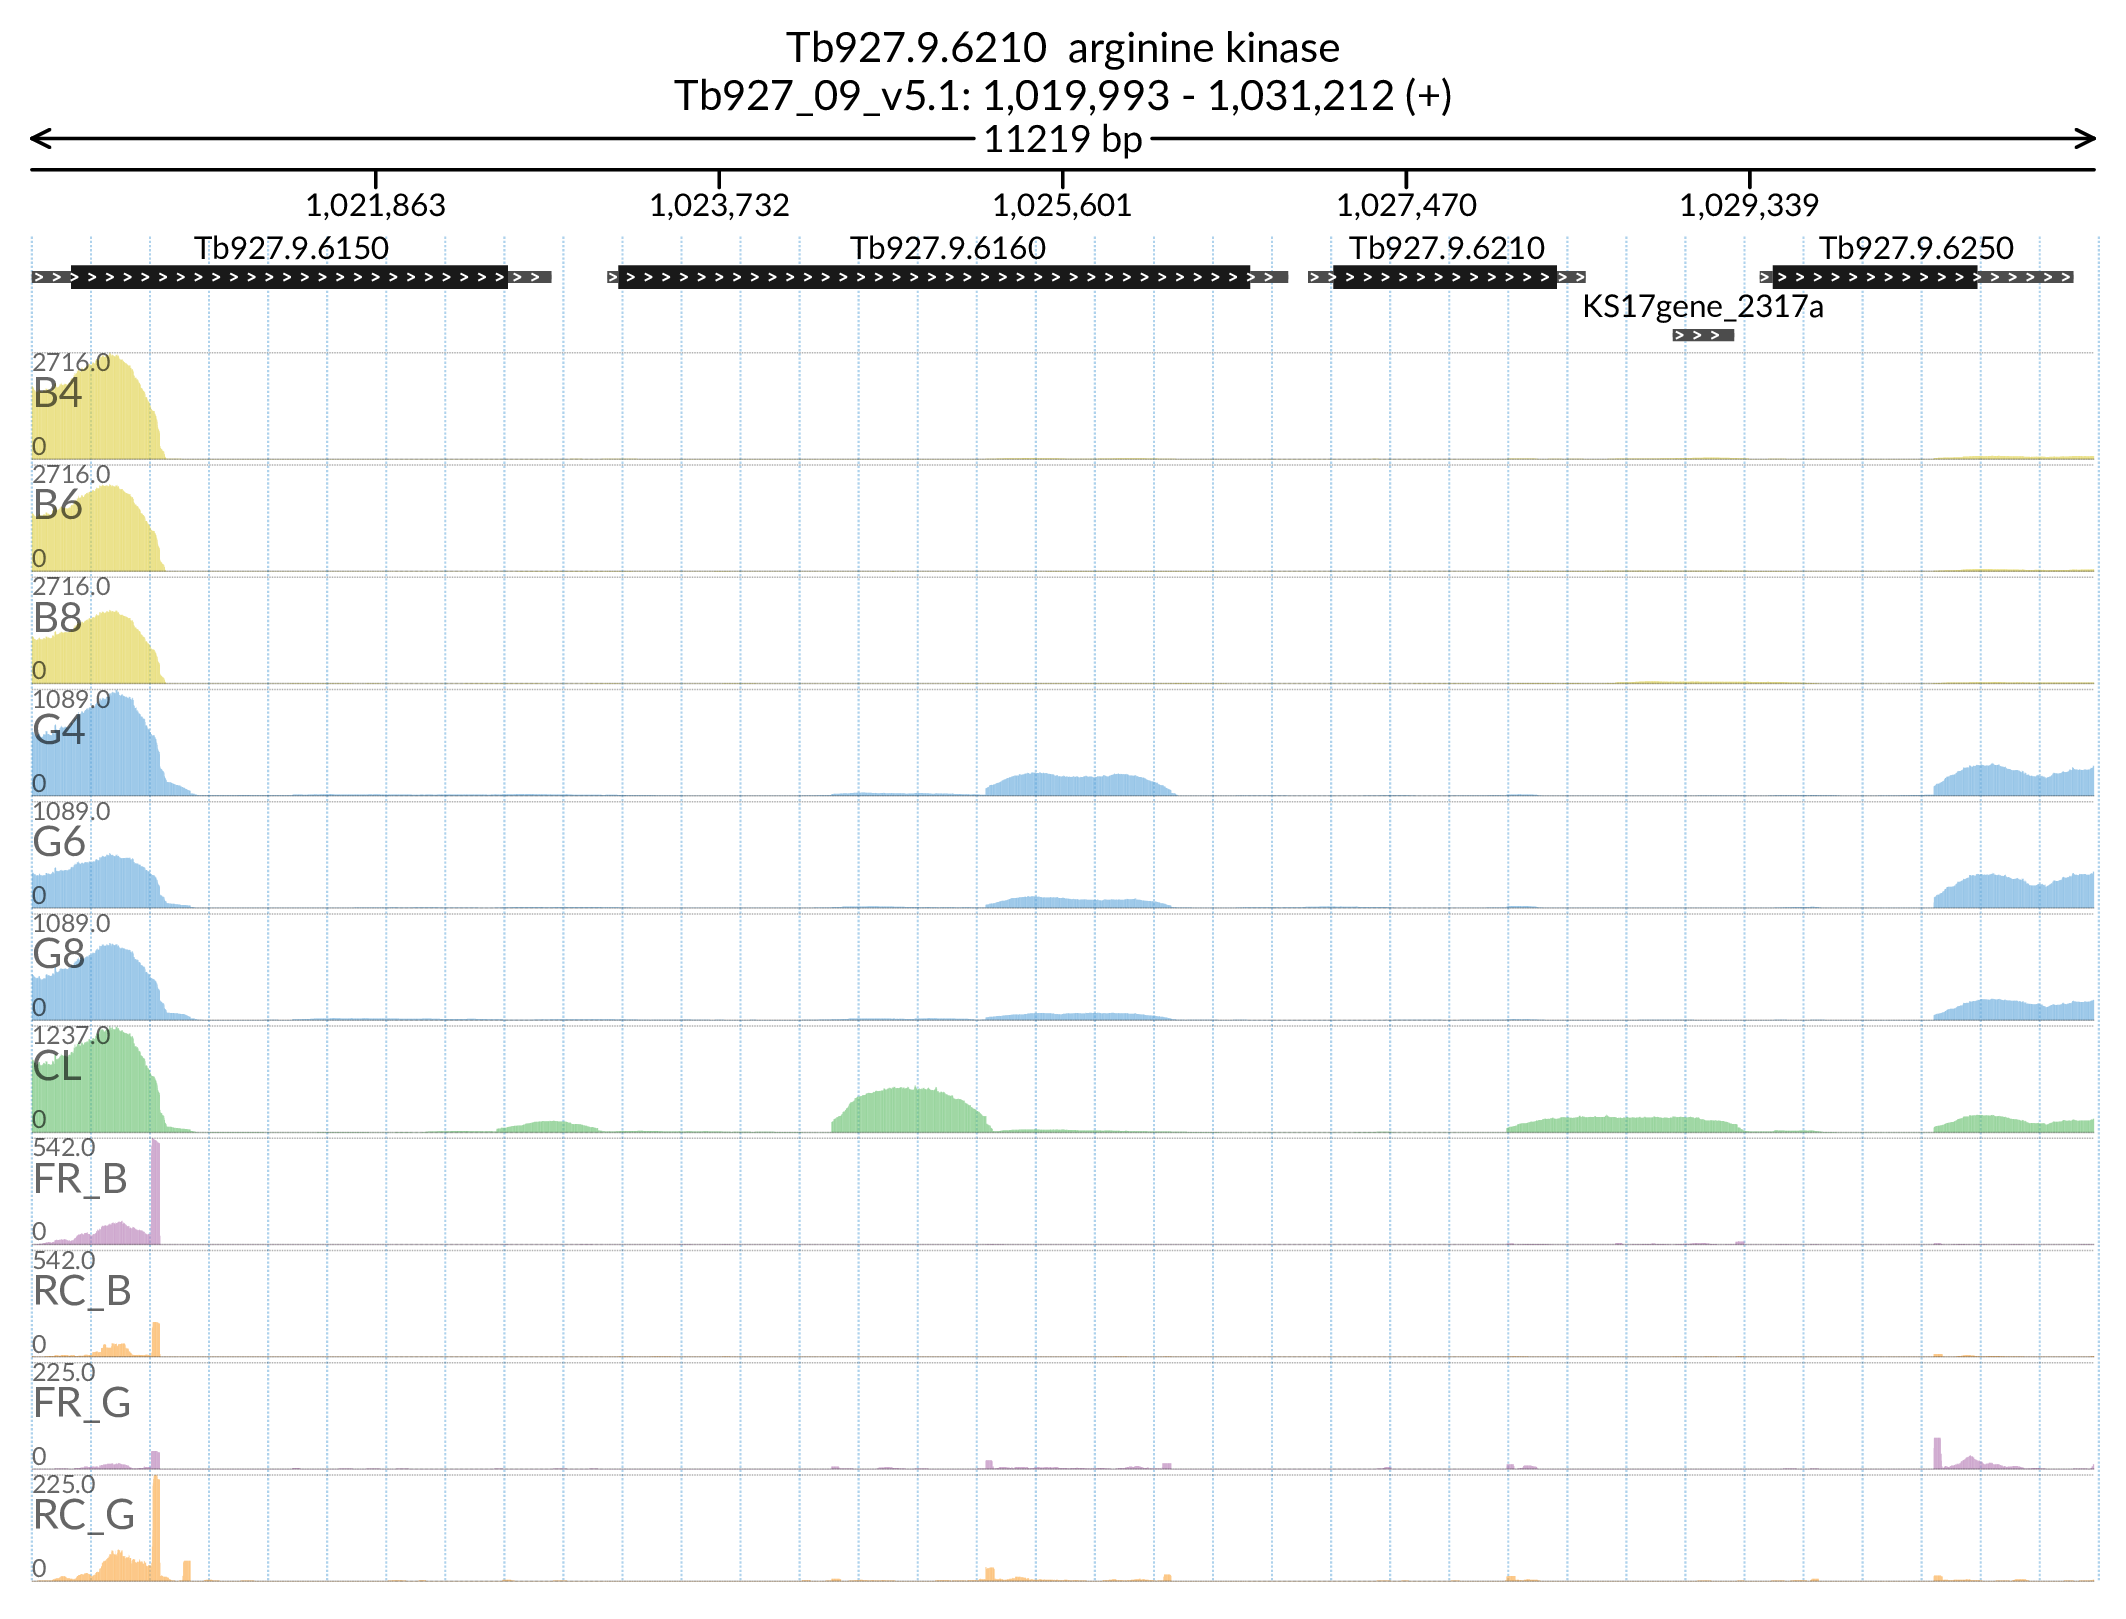 Tb927.9.6210  arginine kinase
Tb927_09_v5.1: 1,019,993 - 1,031,212 (+)
11219 bp
1,021,863 1,023,732 1,025,601 1,027,470 1,029,339
Tb927.9.6150 Tb927.9.6160 Tb927.9.6210 Tb927.9.6250
KS17gene_2317a
2716.0
B4
0
2716.0
B6
0
2716.0
B8
0
1089.0
G4
0
1089.0
G6
0
1089.0
G8
0
1237.0
CL
0
542.0
FR_B
0
542.0
RC_B
0
225.0
FR_G
0
225.0
RC_G
0